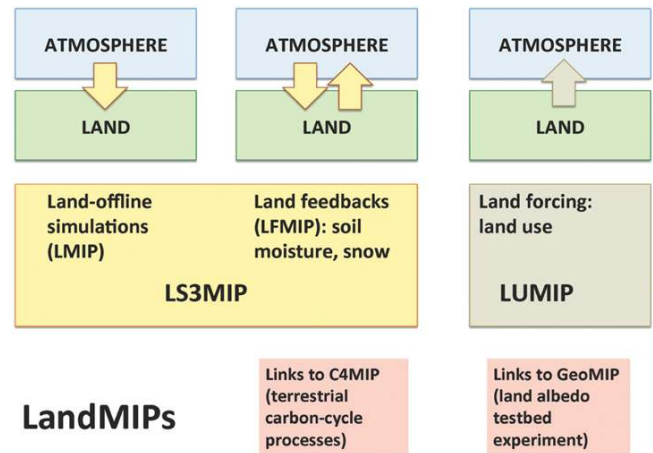 ATMOSPHERE
LAND
ATMOSPHERE
LAND
ATMOSPHERE
LAND
Land-offline
simulations
(LMIP)
Land feedbacks
(LFMIP): soil
moisture, snow
LS3MIP
Land forcing:
land use
LUMIP
LandMIPs
Links to C4MIP
(terrestrial
carbon-cycle
processes)
Links to GeoMIP
(land albedo
testbed
experiment)